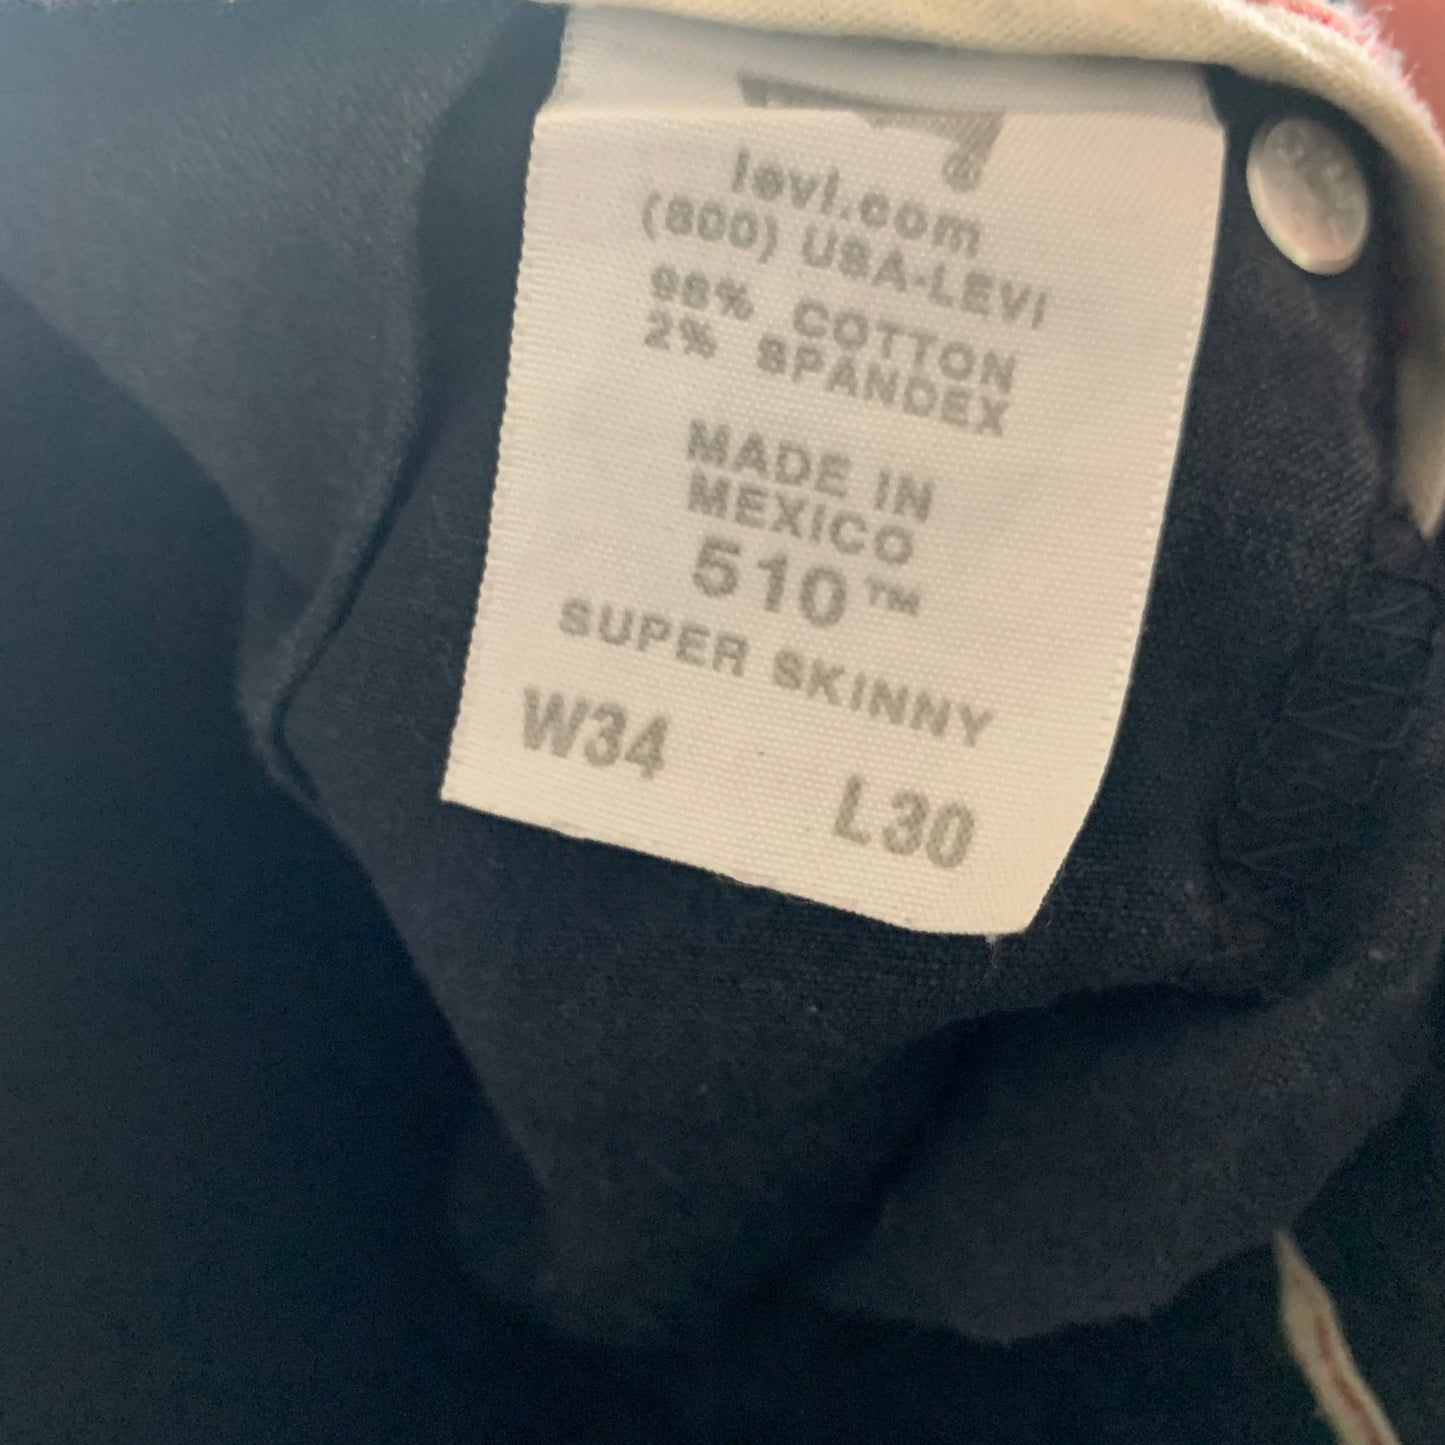 levi.com
(800) USA-LEVI
98% COTTON
2% SPANDEX
MADE IN
MEXICO
510™
SUPER SKINNY
W34 L30